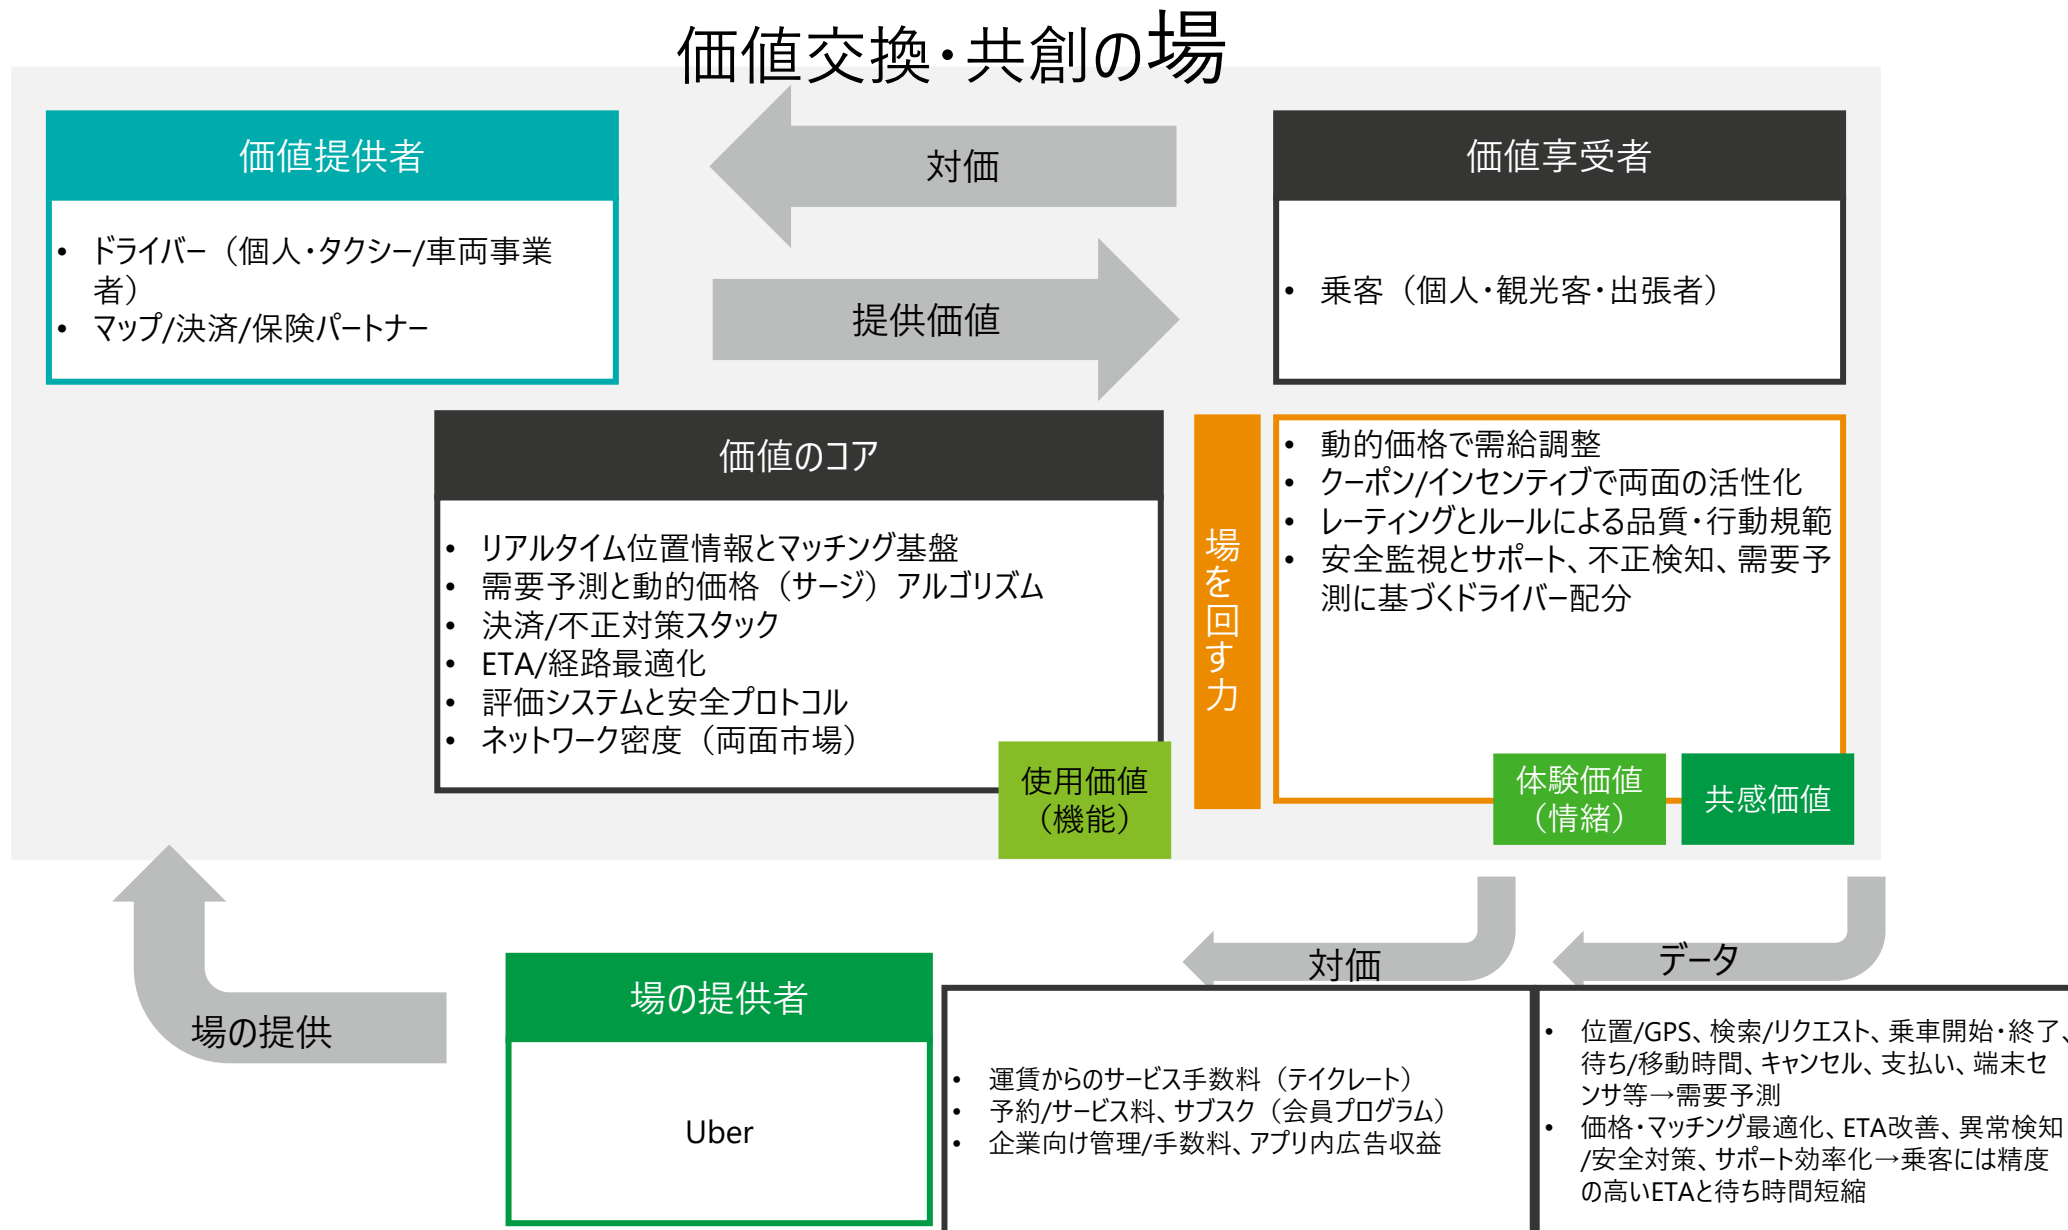 価値交換・共創の場
価値提供者
・ドライバー（個人・タクシー/車両事業
者）
・マップ/決済/保険パートナー
対価
提供価値
価値享受者
・乗客（個人・観光客・出張者）
価値のコア
・リアルタイム位置情報とマッチング基盤
・需要予測と動的価格（サージ）アルゴリズム
・決済/不正対策スタック
・ETA/経路最適化
・評価システムと安全プロトコル
・ネットワーク密度（両面市場）
使用価値
（機能）
場を回す力
・動的価格で需給調整
・クーポン/インセンティブで両面の活性化
・レーティングとルールによる品質・行動規範
・安全監視とサポート、不正検知、需要予
測に基づくドライバー配分
体験価値
（情緒）
共感価値
場の提供
場の提供者
Uber
対価
・運賃からのサービス手数料（テイクレート）
・予約/サービス料、サブスク（会員プログラム）
・企業向け管理/手数料、アプリ内広告収益
データ
・位置/GPS、検索/リクエスト、乗車開始・終了、
待ち/移動時間、キャンセル、支払い、端末セ
ンサ等→需要予測
・価格・マッチング最適化、ETA改善、異常検知
/安全対策、サポート効率化→乗客には精度
の高いETAと待ち時間短縮